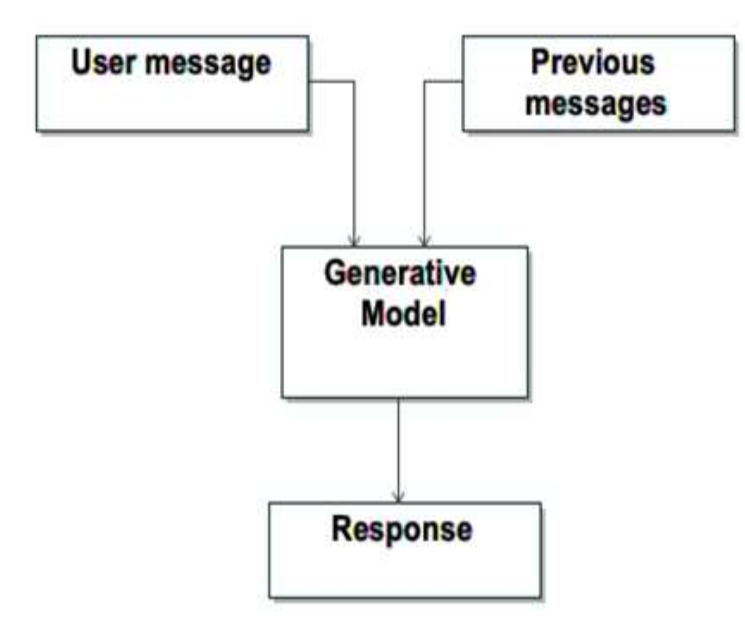 User message
Previous
messages
Generative
Model
Response